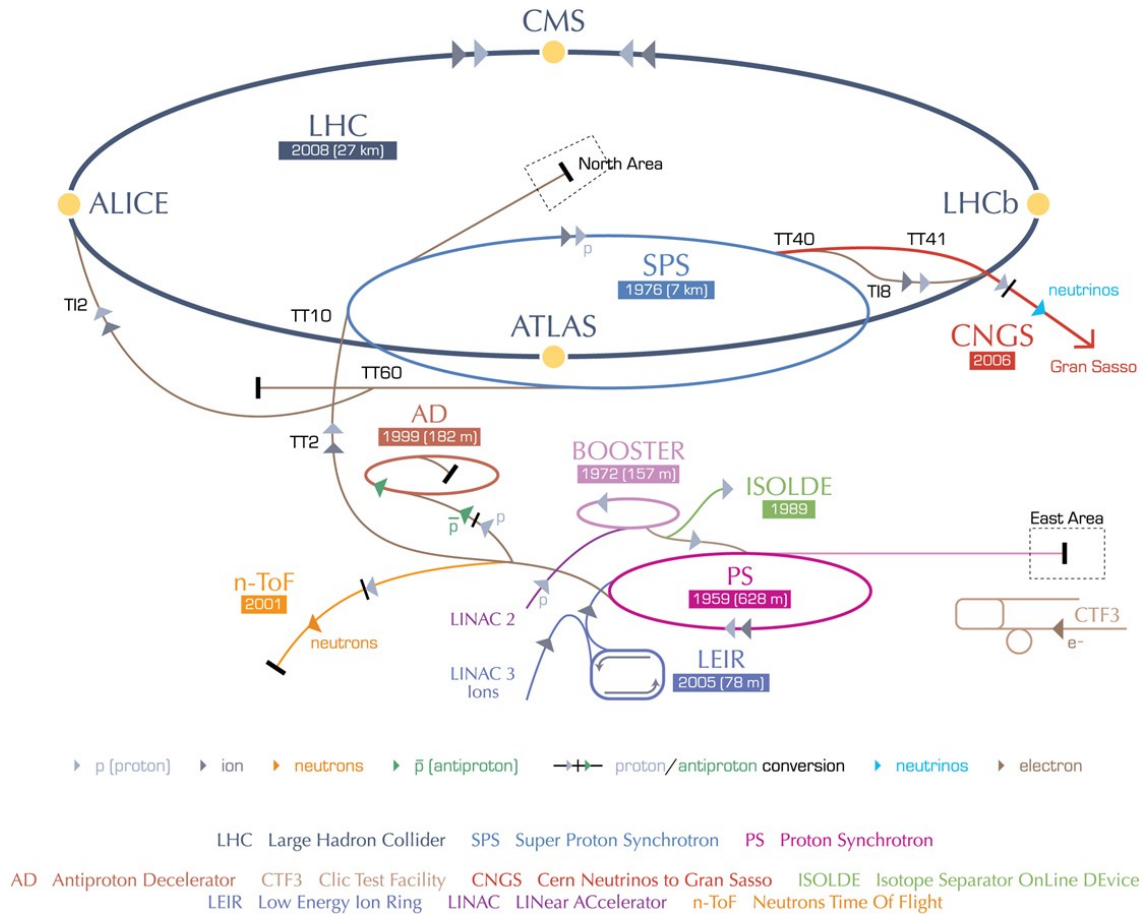 CMS
LHC
2008 (27 km)
North Area
ALICE
LHCb
TT40
TT41
p
SPS
1976 (7 km)
TI2
TI8
neutrinos
TT10
ATLAS
CNGS
2006
Gran Sasso
TT60
AD
1999 (182 m)
TT2
BOOSTER
1972 (157 m)
ISOLDE
1989
p̄
p
East Area
n-ToF
2001
PS
1959 (628 m)
p
LINAC 2
CTF3
e-
neutrons
LEIR
2005 (78 m)
LINAC 3
Ions
p (proton) ion neutrons p̄ (antiproton) proton/antiproton conversion neutrinos electron
LHC Large Hadron Collider SPS Super Proton Synchrotron PS Proton Synchrotron
AD Antiproton Decelerator CTF3 Clic Test Facility CNGS Cern Neutrinos to Gran Sasso ISOLDE Isotope Separator OnLine DEvice
LEIR Low Energy Ion Ring LINAC LINear ACcelerator n-ToF Neutrons Time Of Flight